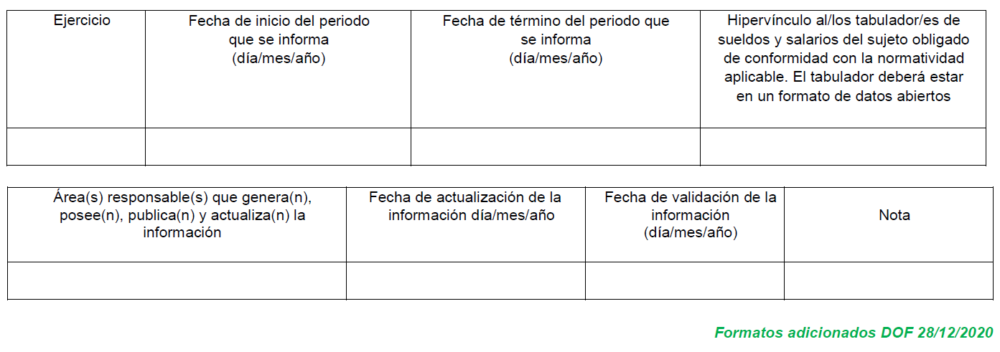 Ejercicio
Fecha de inicio del periodo
que se informa
(día/mes/año)
Fecha de término del periodo que
se informa
(día/mes/año)
Hipervínculo al/los tabulador/es de
sueldos y salarios del sujeto obligado
de conformidad con la normatividad
aplicable. El tabulador deberá estar
en un formato de datos abiertos
Área(s) responsable(s) que genera(n),
posee(n), publica(n) y actualiza(n) la
información
Fecha de actualización de la
información día/mes/año
Fecha de validación de la
información
(día/mes/año)
Nota
Formatos adicionados DOF 28/12/2020